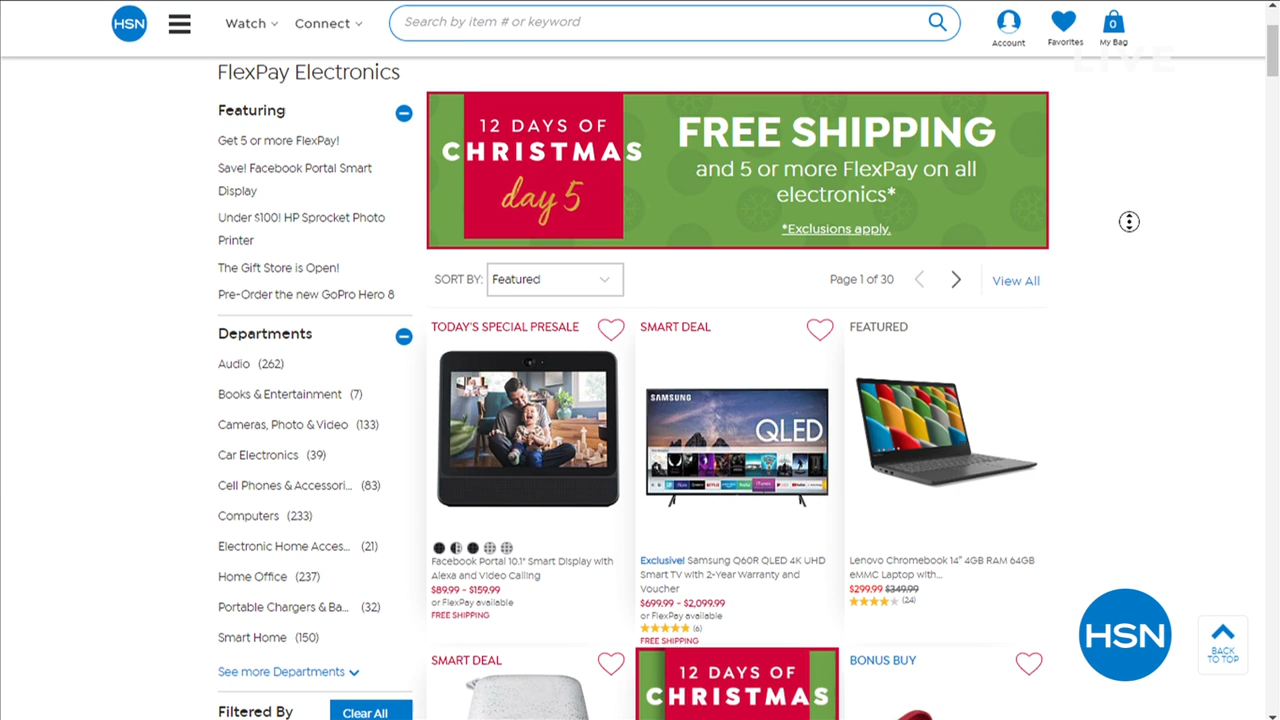 HSN
Watch
Connect
Search by item # or keyword
Account
Favorites
0
My Bag
LIVE
FlexPay Electronics
Featuring
Get 5 or more FlexPay!
Save! Facebook Portal Smart
Display
Under $100! HP Sprocket Photo
Printer
The Gift Store is Open!
Pre-Order the new GoPro Hero 8
Departments
Audio (262)
Books & Entertainment (7)
Cameras, Photo & Video (133)
Car Electronics (39)
Cell Phones & Accessori... (83)
Computers (233)
Electronic Home Acces... (21)
Home Office (237)
Portable Chargers & Ba... (32)
Smart Home (150)
See more Departments
Filtered By
Clear All
12 DAYS OF
CHRISTMAS
day 5
FREE SHIPPING
and 5 or more FlexPay on all
electronics*
*Exclusions apply.
SORT BY: Featured
Page 1 of 30
View All
TODAY'S SPECIAL PRESALE
Facebook Portal 10.1" Smart Display with
Alexa and Video Calling
$89.99 - $159.99
or FlexPay available
FREE SHIPPING
SMART DEAL
SAMSUNG
QLED
Exclusive! Samsung Q60R QLED 4K UHD
Smart TV with 2-Year Warranty and
Voucher
$699.99 - $2,099.99
or FlexPay available
(6)
FREE SHIPPING
FEATURED
Lenovo Chromebook 14" 4GB RAM 64GB
eMMC Laptop with...
$299.99 $349.99
(24)
SMART DEAL
12 DAYS OF
CHRISTMAS
BONUS BUY
HSN
BACK
TO TOP